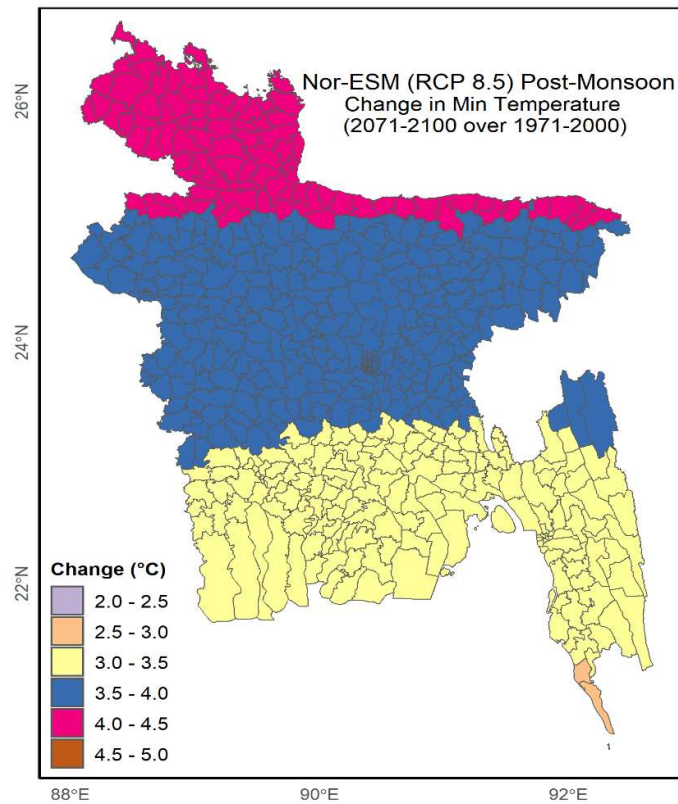 Nor-ESM (RCP 8.5) Post-Monsoon
Change in Min Temperature
(2071-2100 over 1971-2000)
26°N
24°N
22°N
Change (°C)
2.0 - 2.5
2.5 - 3.0
3.0 - 3.5
3.5 - 4.0
4.0 - 4.5
4.5 - 5.0
88°E
90°E
92°E